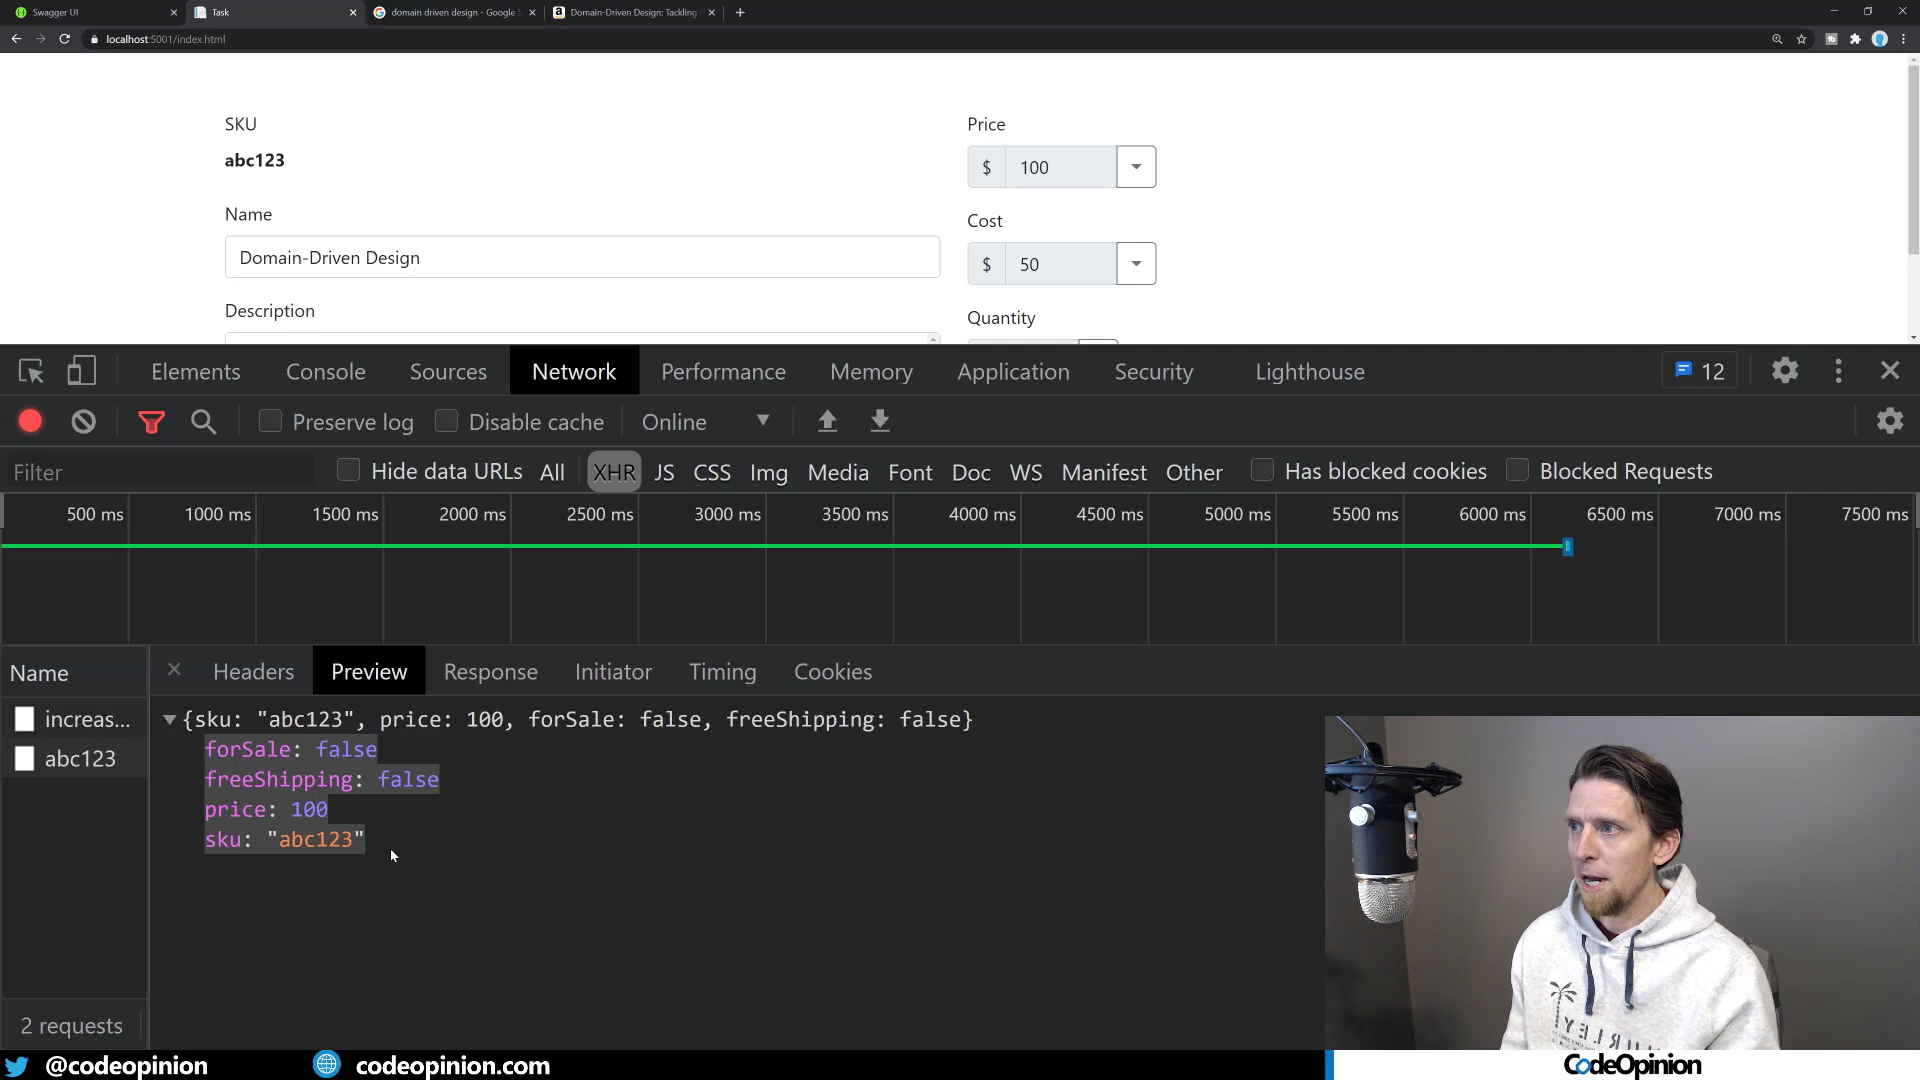 Swagger UI
Task
domain driven design - Google S
Domain-Driven Design: Tackling
localhost:5001/index.html
SKU
abc123
Name
Domain-Driven Design
Description
Price
$ 100
Cost
$ 50
Quantity
Elements Console Sources Network Performance Memory Application Security Lighthouse 12
Preserve log Disable cache Online
Filter Hide data URLs All XHR JS CSS Img Media Font Doc WS Manifest Other Has blocked cookies Blocked Requests
500 ms 1000 ms 1500 ms 2000 ms 2500 ms 3000 ms 3500 ms 4000 ms 4500 ms 5000 ms 5500 ms 6000 ms 6500 ms 7000 ms 7500 ms
Name
increas...
abc123
2 requests
Headers Preview Response Initiator Timing Cookies
{sku: "abc123", price: 100, forSale: false, freeShipping: false}
forSale: false
freeShipping: false
price: 100
sku: "abc123"
@codeopinion codeopinion.com
CodeOpinion